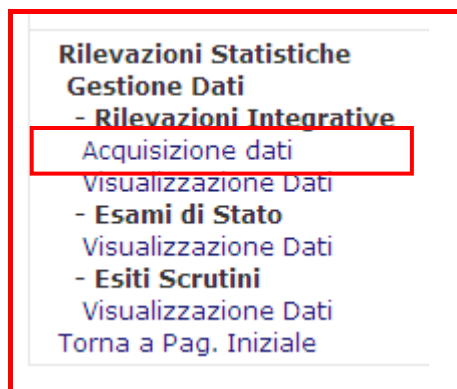 Rilevazioni Statistiche
Gestione Dati
- Rilevazioni Integrative
Acquisizione dati
Visualizzazione Dati
- Esami di Stato
Visualizzazione Dati
- Esiti Scrutini
Visualizzazione Dati
Torna a Pag. Iniziale